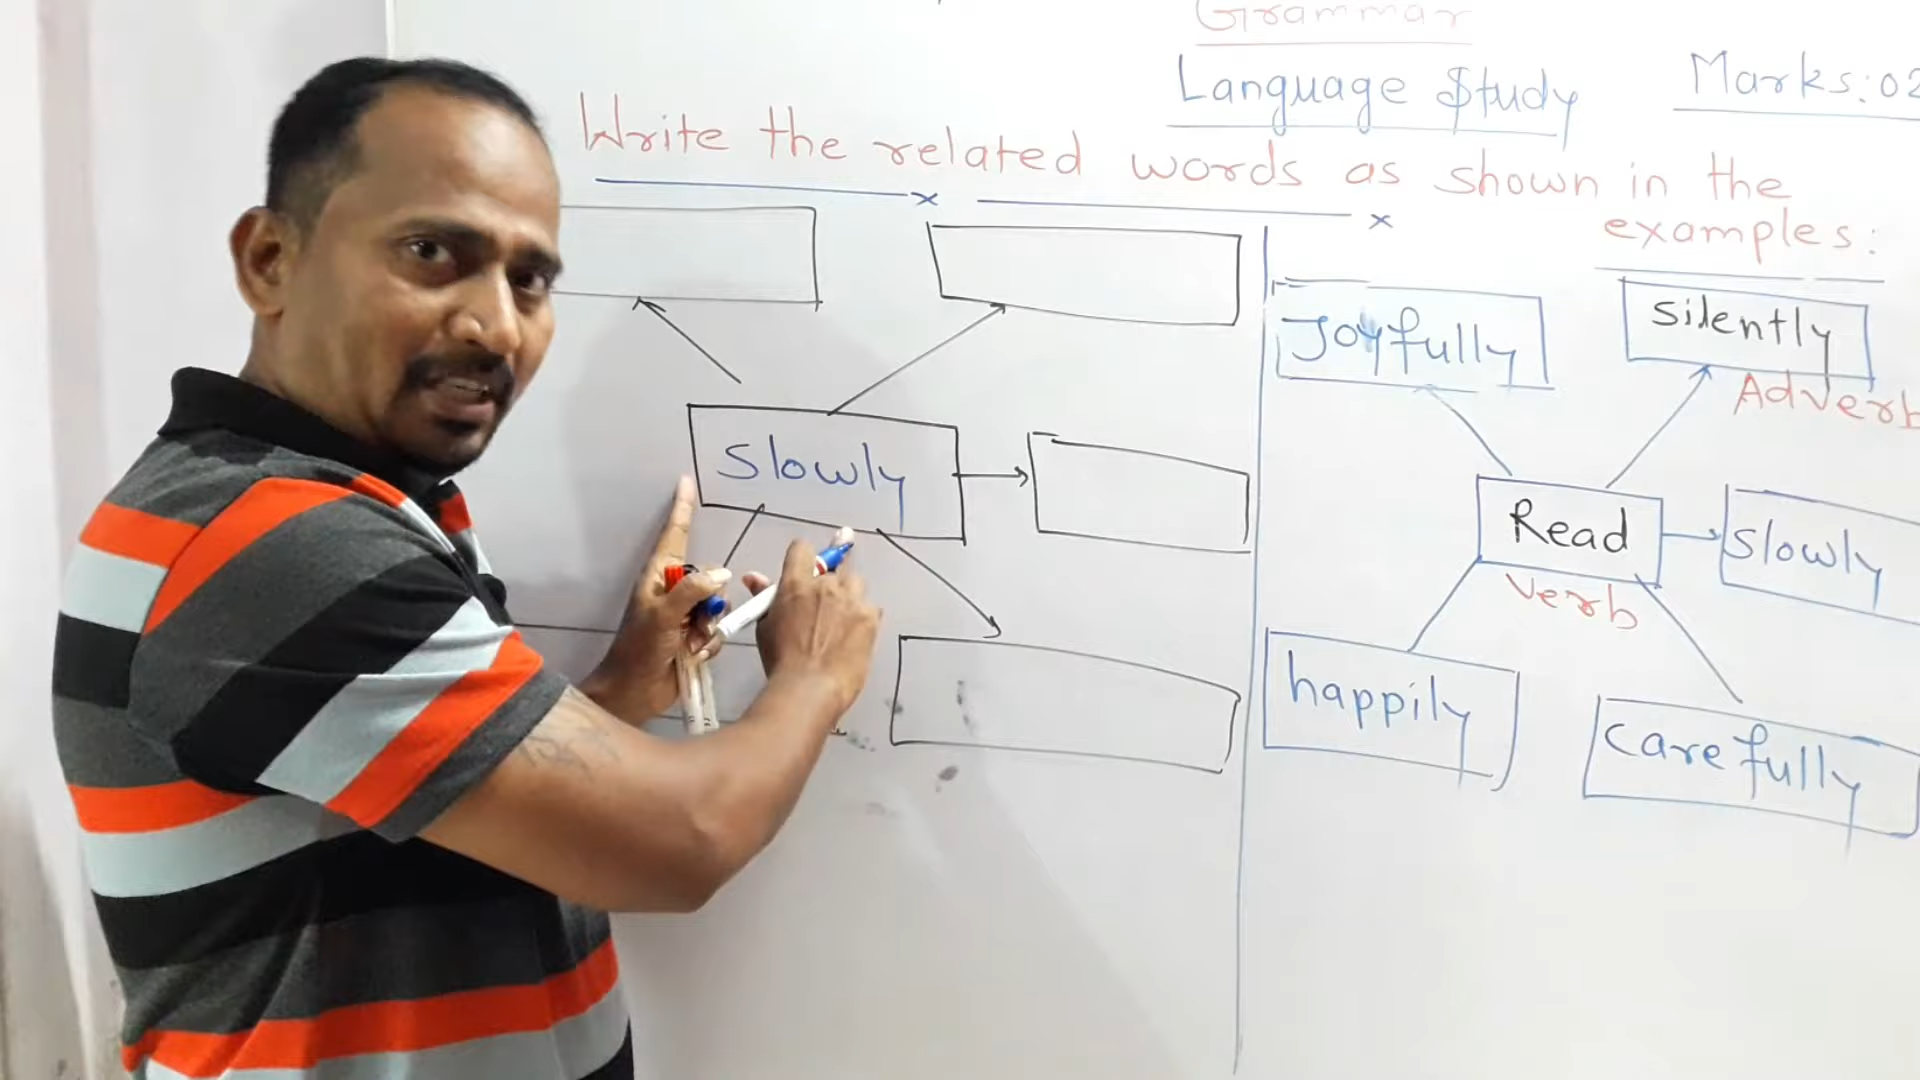 Grammar
Language Study
Marks: 02
Write the related words as shown in the
examples:
Slowly
Joyfully
Silently
Adverb
Read
Verb
Slowly
happily
Carefully